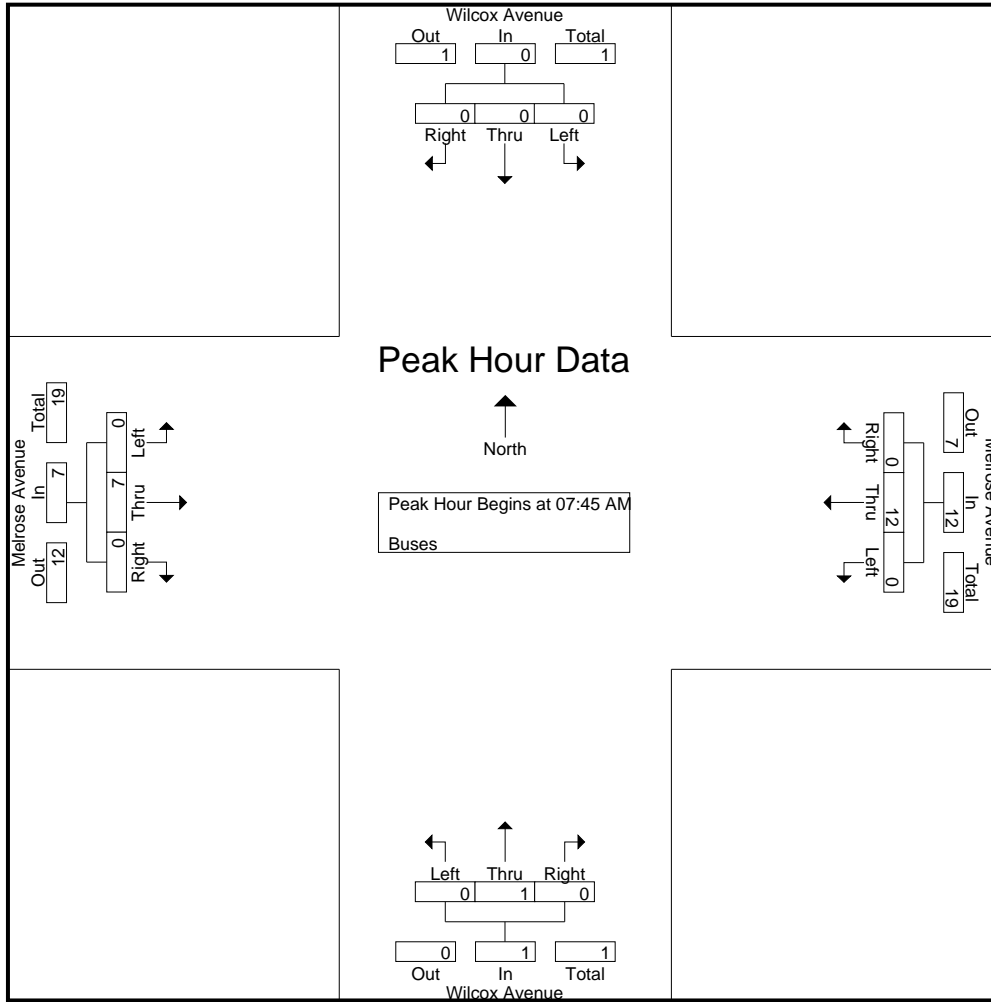 Wilcox Avenue
Out In Total
1 0 1
0 0 0
Right Thru Left
Peak Hour Data
North
Peak Hour Begins at 07:45 AM
Buses
Melrose Avenue
Out In Total
12 7 19
Left Thru Right
0 7 0
Melrose Avenue
Out In Total
7 12 19
Right Thru Left
0 12 0
Left Thru Right
0 1 0
0 1 1
Out In Total
Wilcox Avenue